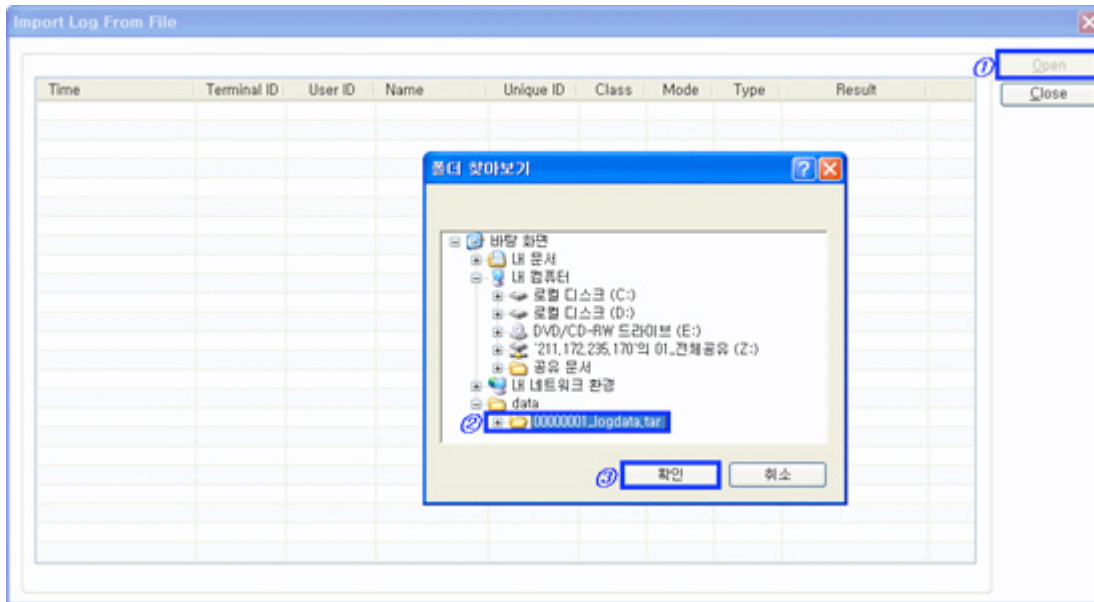 Import Log From File
① Open
Time Terminal ID User ID Name Unique ID Class Mode Type Result
Close
폴더 찾아보기
바탕 화면
내 문서
내 컴퓨터
로컬 디스크 (C:)
로컬 디스크 (D:)
DVD/CD-RW 드라이브 (E:)
'211.172.235.170'의 01_전체공유 (Z:)
공유 문서
내 네트워크 환경
data
② 00000001_logdata.tar
③ 확인 취소